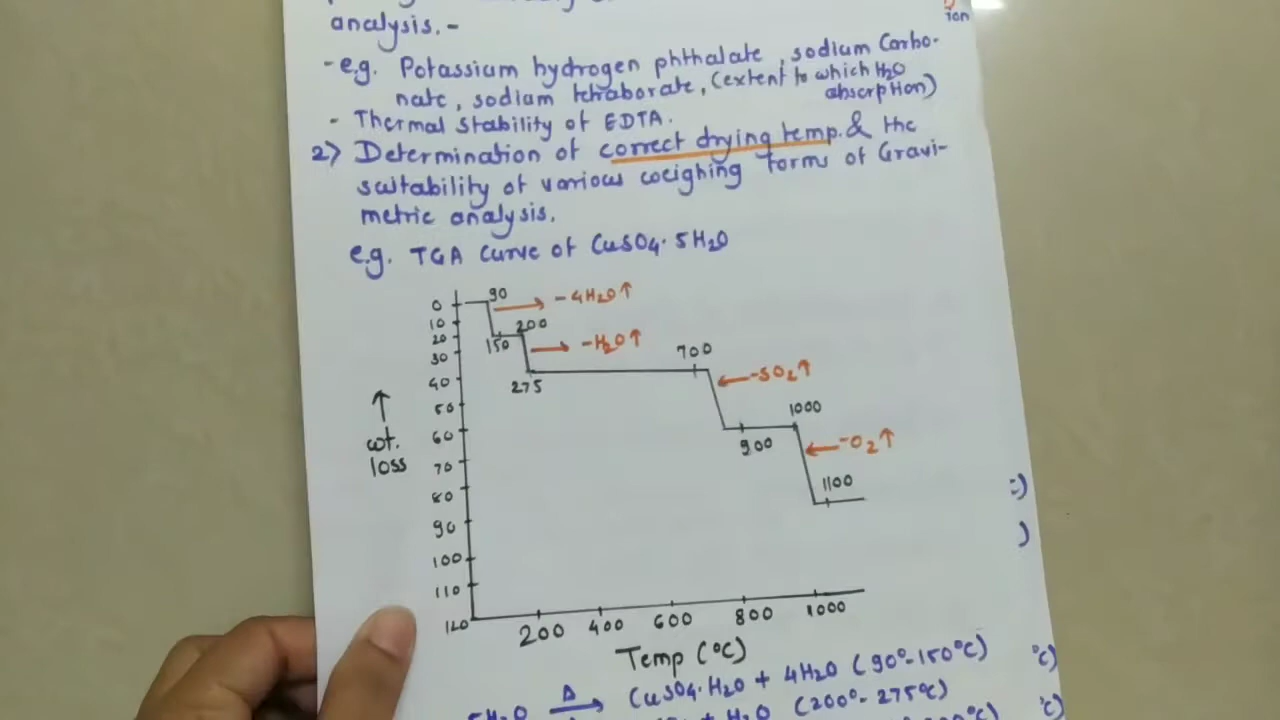 analysis.-
ion
- e.g. Potassium hydrogen phthalate, sodium Carbo-
nate, sodium tetraborate, (extent to which H2O
absorption)
- Thermal Stability of EDTA.
2) Determination of correct drying temp. & the
suitability of various weighing forms of Gravi-
metric analysis.
e.g. TGA Curve of CuSO4·5H2O
0
10
20
30
40
50
60
70
80
90
100
110
120
↑
wt.
loss
90
-4H2O↑
150
200
-H2O↑
275
700
-SO2↑
900
1000
-O2↑
1100
200 400 600 800 1000
Temp (°C)
5H2O Δ→ CuSO4·H2O + 4H2O (90°-150°C)
+ H2O (200°-275°C)
:)
)
°C)
°C)